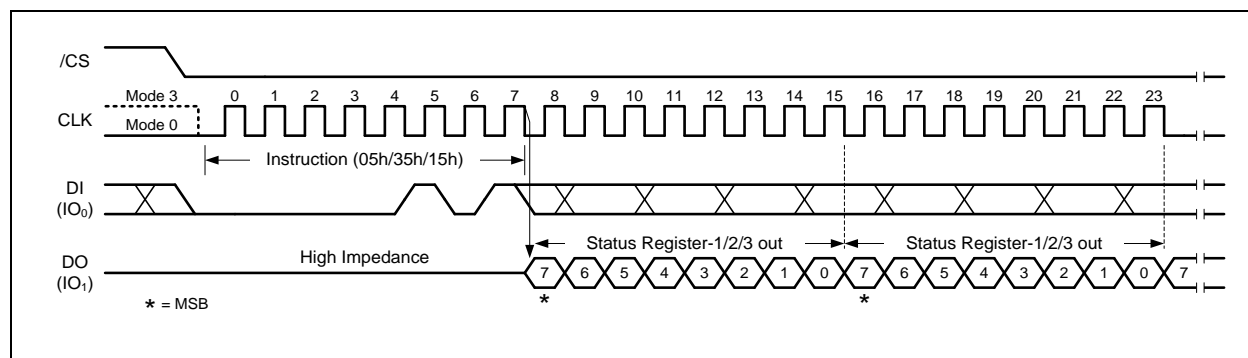 /CS
Mode 3
CLK
Mode 0
0 1 2 3 4 5 6 7 8 9 10 11 12 13 14 15 16 17 18 19 20 21 22 23
Instruction (05h/35h/15h)
DI
(IO₀)
Status Register-1/2/3 out Status Register-1/2/3 out
High Impedance
DO
(IO₁)
7 6 5 4 3 2 1 0 7 6 5 4 3 2 1 0 7
* *
* = MSB